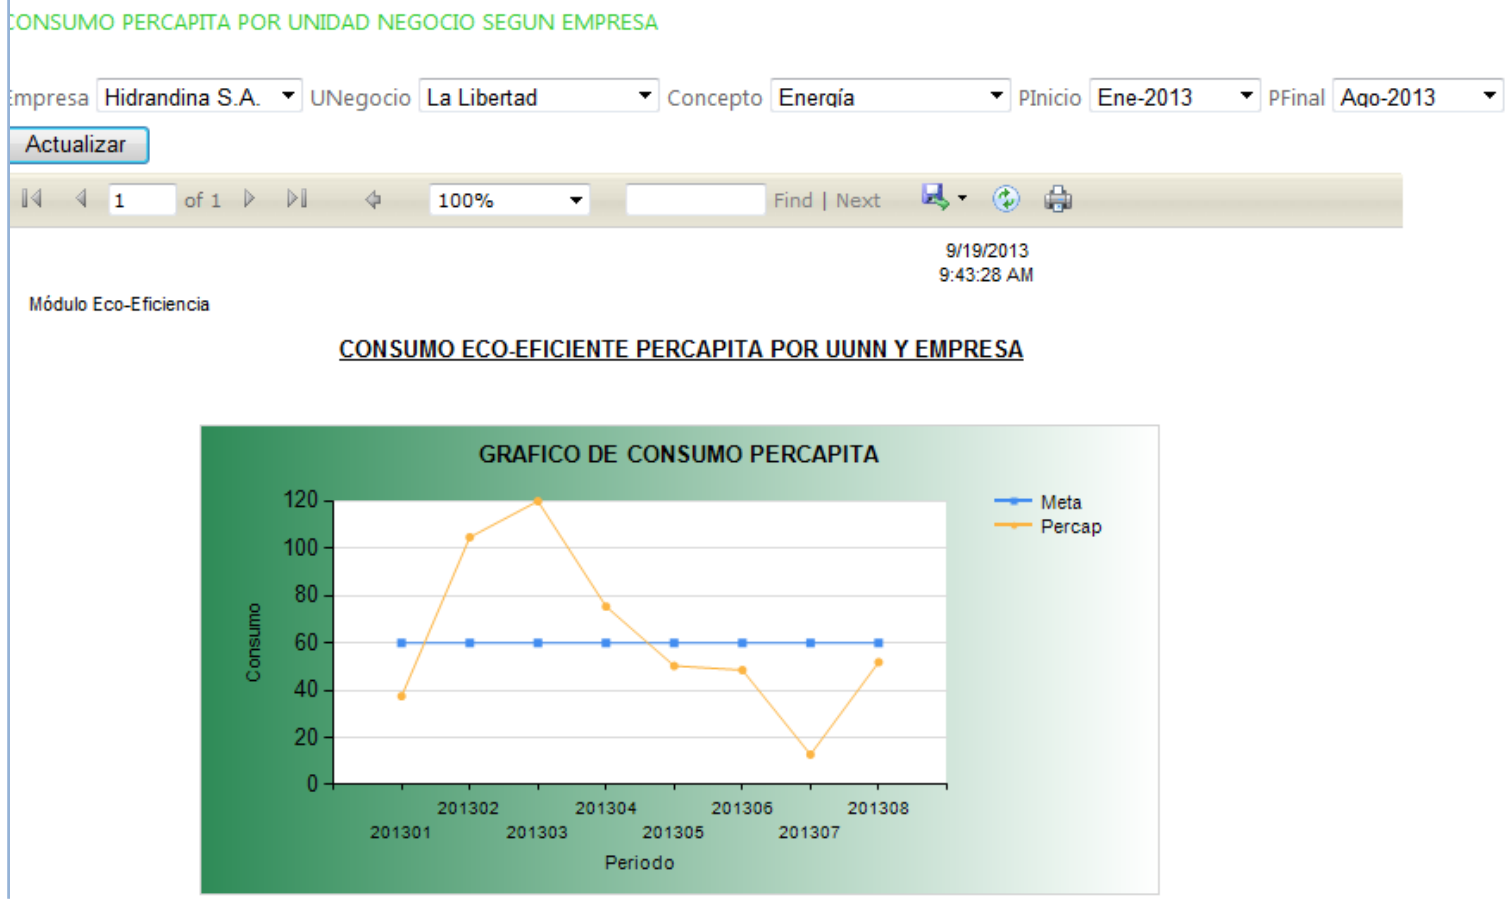 CONSUMO PERCAPITA POR UNIDAD NEGOCIO SEGUN EMPRESA
Empresa Hidrandina S.A. UNegocio La Libertad Concepto Energía PInicio Ene-2013 PFinal Ago-2013
Actualizar
1 of 1 100% Find | Next
9/19/2013
9:43:28 AM
Módulo Eco-Eficiencia
CONSUMO ECO-EFICIENTE PERCAPITA POR UUNN Y EMPRESA
GRAFICO DE CONSUMO PERCAPITA
Meta
Percap
120
100
80
60
40
20
0
Consumo
201301 201302 201303 201304 201305 201306 201307 201308
Periodo